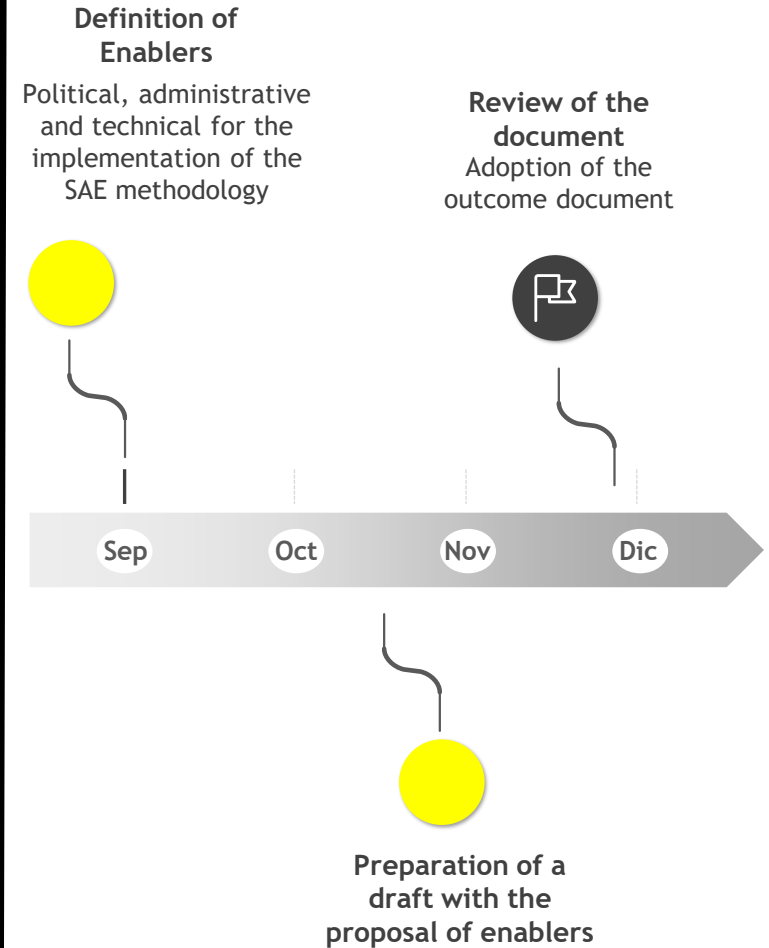 Definition of
Enablers
Political, administrative
and technical for the
implementation of the
SAE methodology
Review of the
document
Adoption of the
outcome document
Sep
Oct
Nov
Dic
Preparation of a
draft with the
proposal of enablers